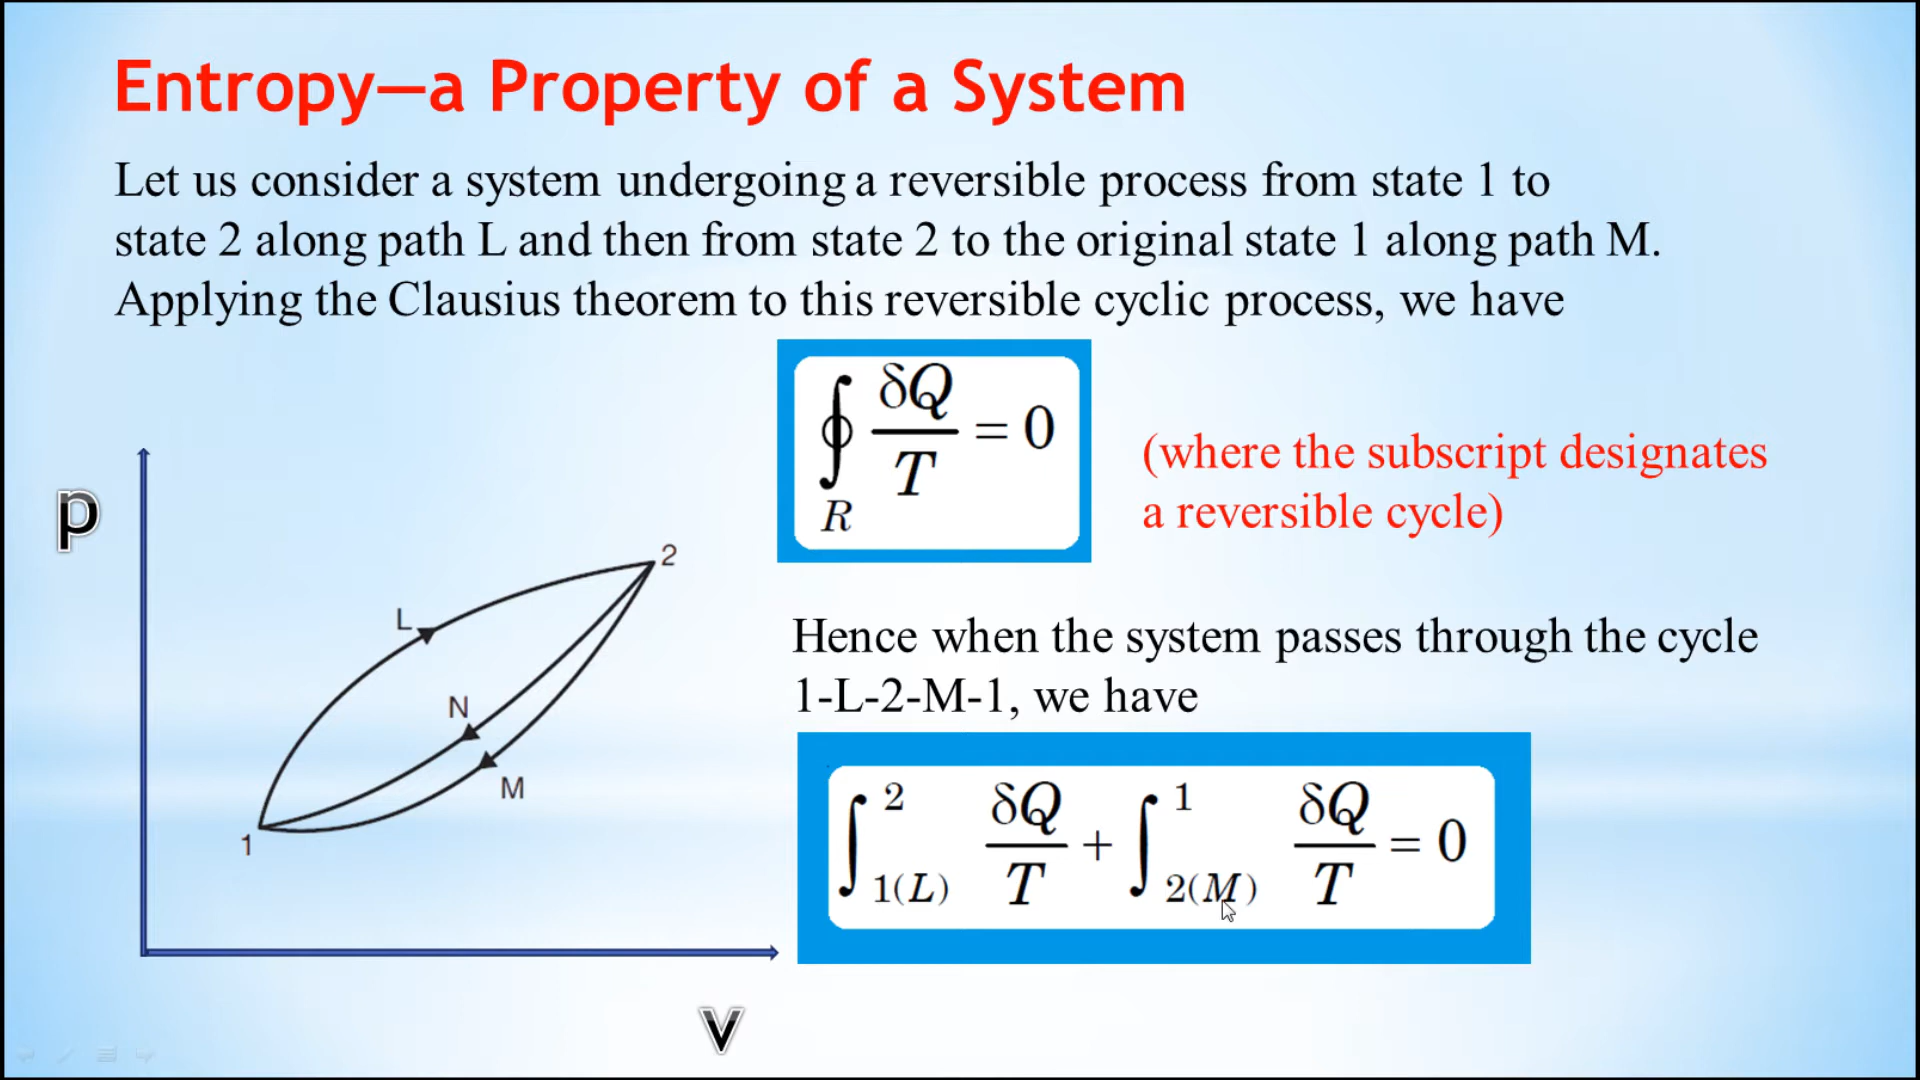 Entropy—a Property of a System
Let us consider a system undergoing a reversible process from state 1 to
state 2 along path L and then from state 2 to the original state 1 along path M.
Applying the Clausius theorem to this reversible cyclic process, we have
∮_R δQ/T = 0
(where the subscript designates
a reversible cycle)
p
2
L
N
M
1
v
Hence when the system passes through the cycle
1-L-2-M-1, we have
∫_{1(L)}^{2} δQ/T + ∫_{2(M)}^{1} δQ/T = 0